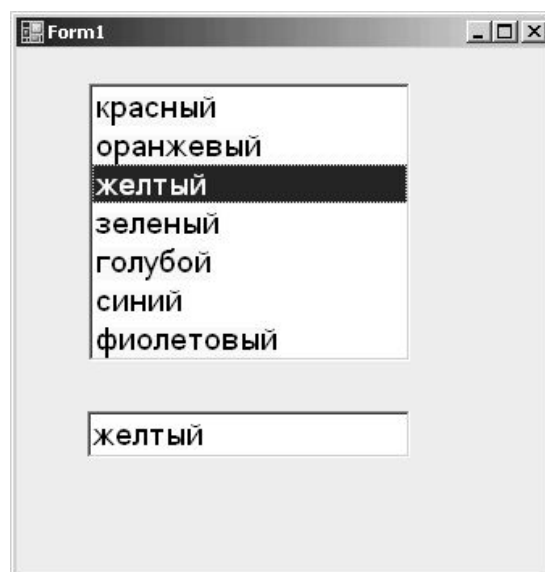 Form1
красный
оранжевый
желтый
зеленый
голубой
синий
фиолетовый
желтый